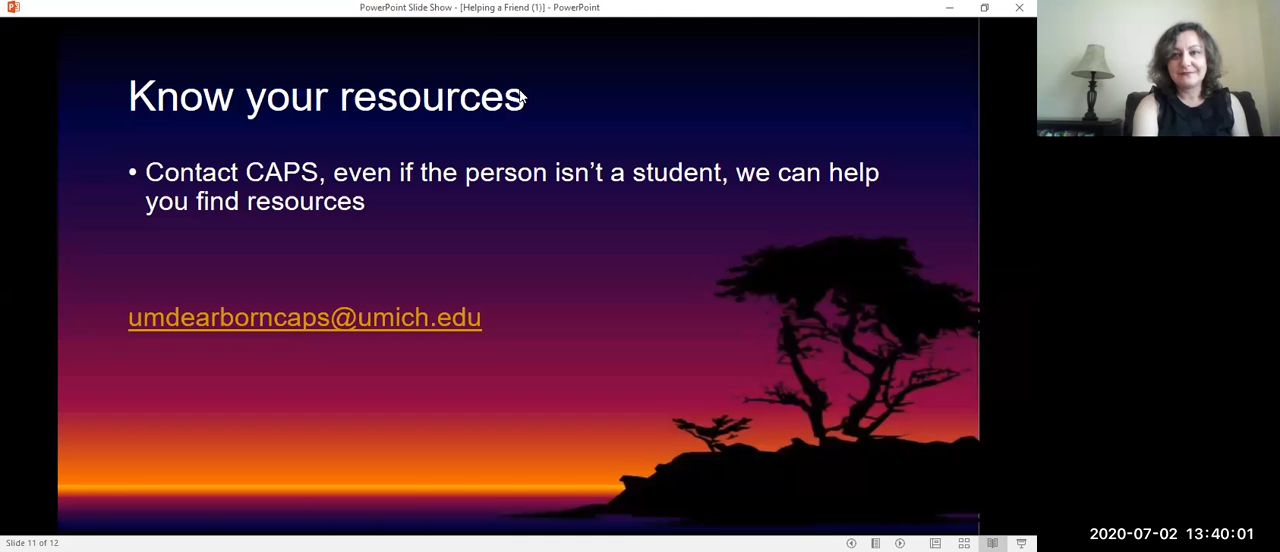 PowerPoint Slide Show - [Helping a Friend (1)] - PowerPoint
Know your resources
• Contact CAPS, even if the person isn’t a student, we can help
you find resources
umdearborncaps@umich.edu
2020-07-02 13:40:01
Slide 11 of 12